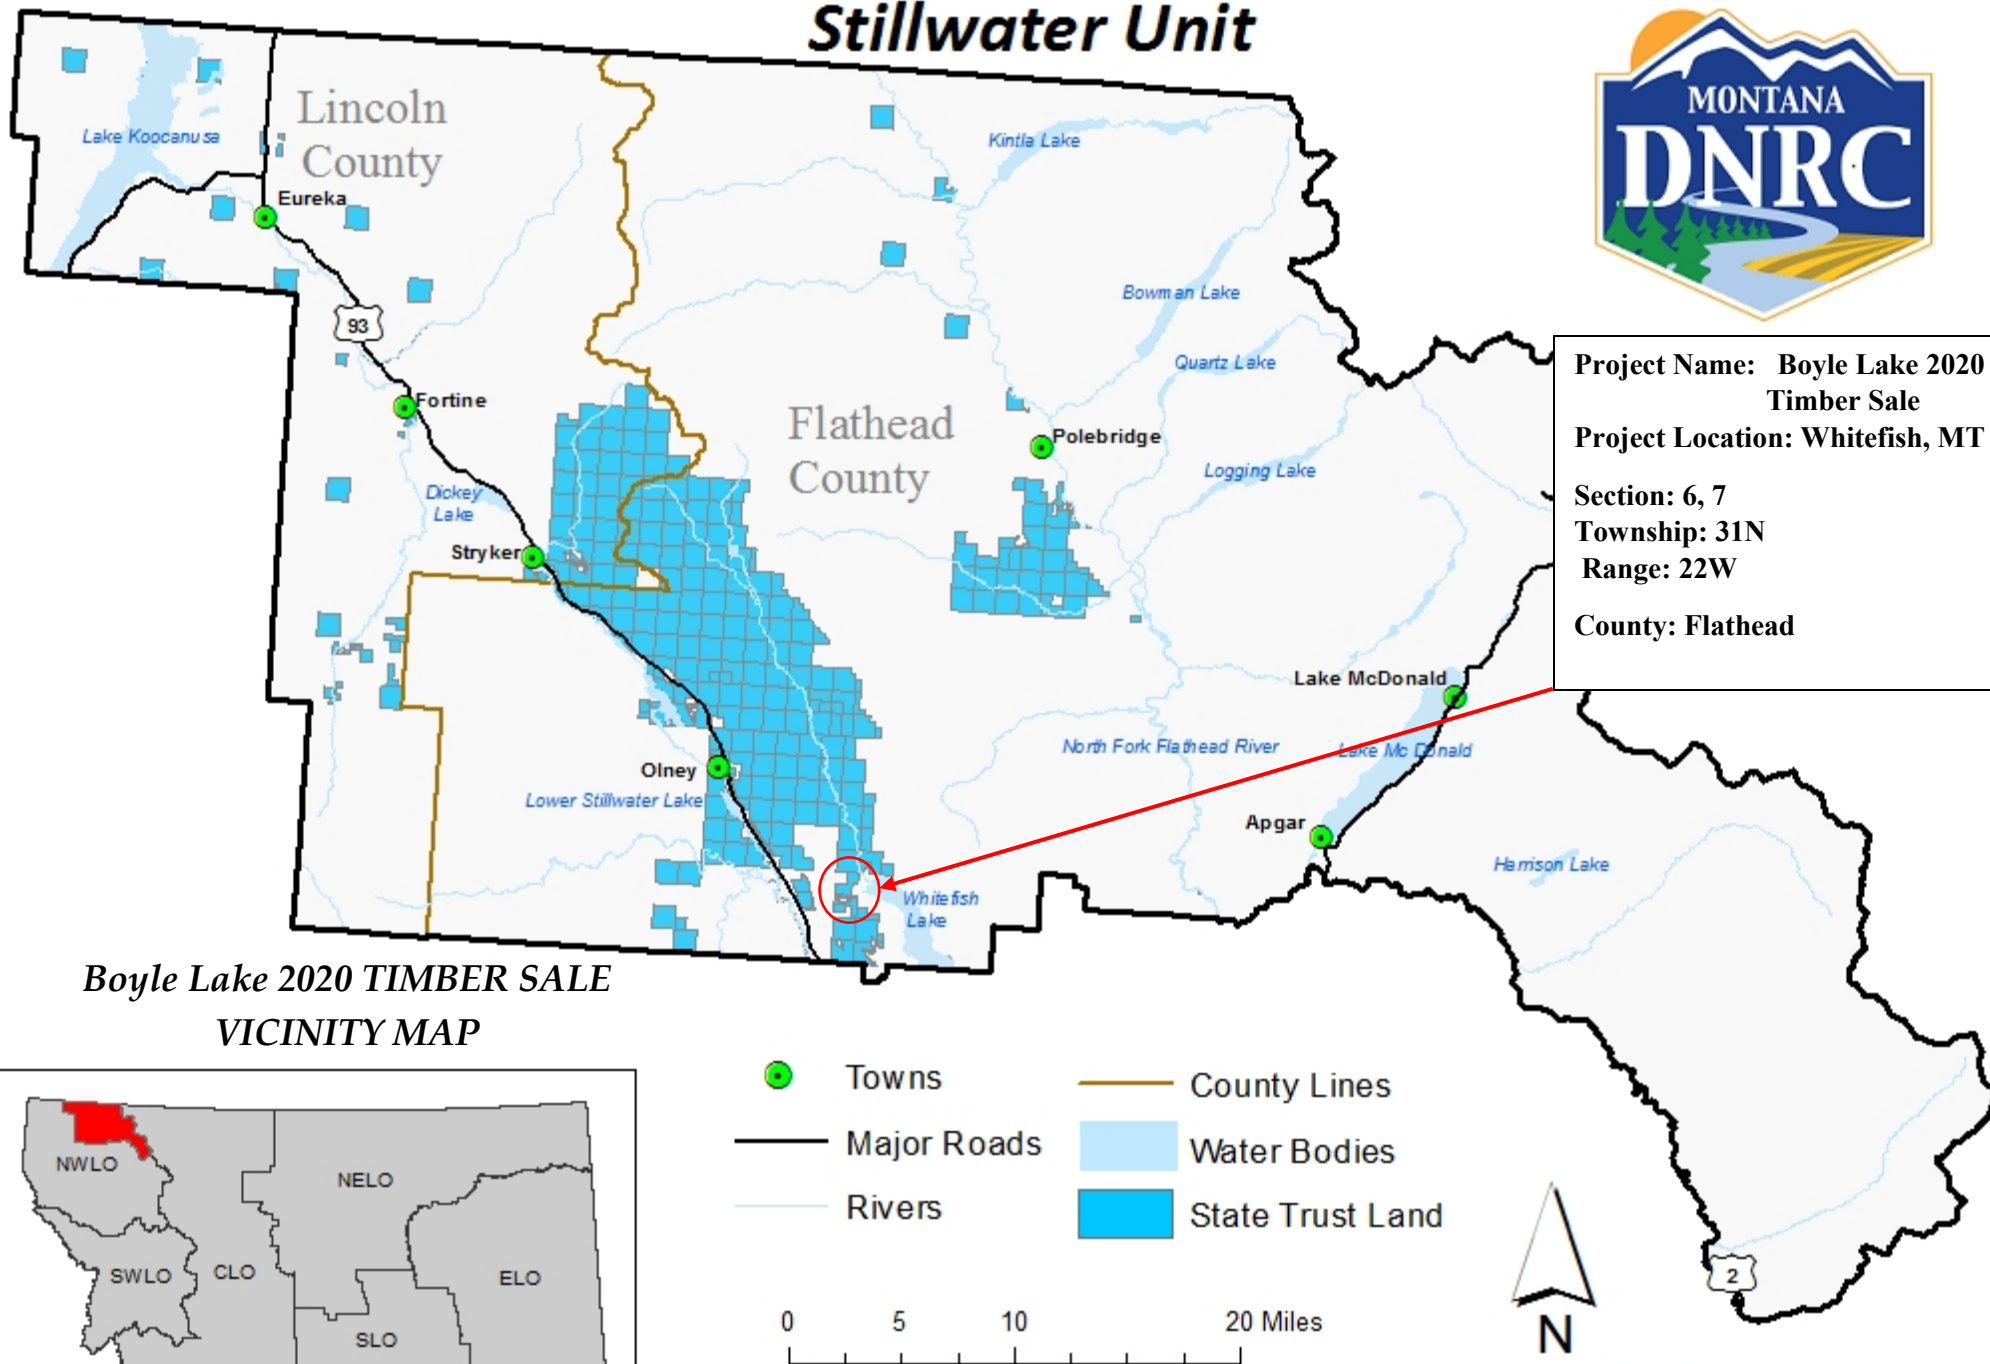 Stillwater Unit
MONTANA
DNRC
Lincoln
County
Lake Koocanusa
Kintla Lake
Eureka
Bowman Lake
93
Quartz Lake
Project Name: Boyle Lake 2020
Timber Sale
Project Location: Whitefish, MT
Section: 6, 7
Township: 31N
Range: 22W
County: Flathead
Fortine
Flathead
County
Polebridge
Logging Lake
Dickey
Lake
Stryker
Lake McDonald
North Fork Flathead River
Lake Mc Donald
Olney
Lower Stillwater Lake
Apgar
Harrison Lake
Whitefish
Lake
Boyle Lake 2020 TIMBER SALE
VICINITY MAP
Towns
County Lines
Major Roads
Water Bodies
Rivers
State Trust Land
NWLO
NELO
SWLO
CLO
ELO
SLO
2
0 5 10 20 Miles
N